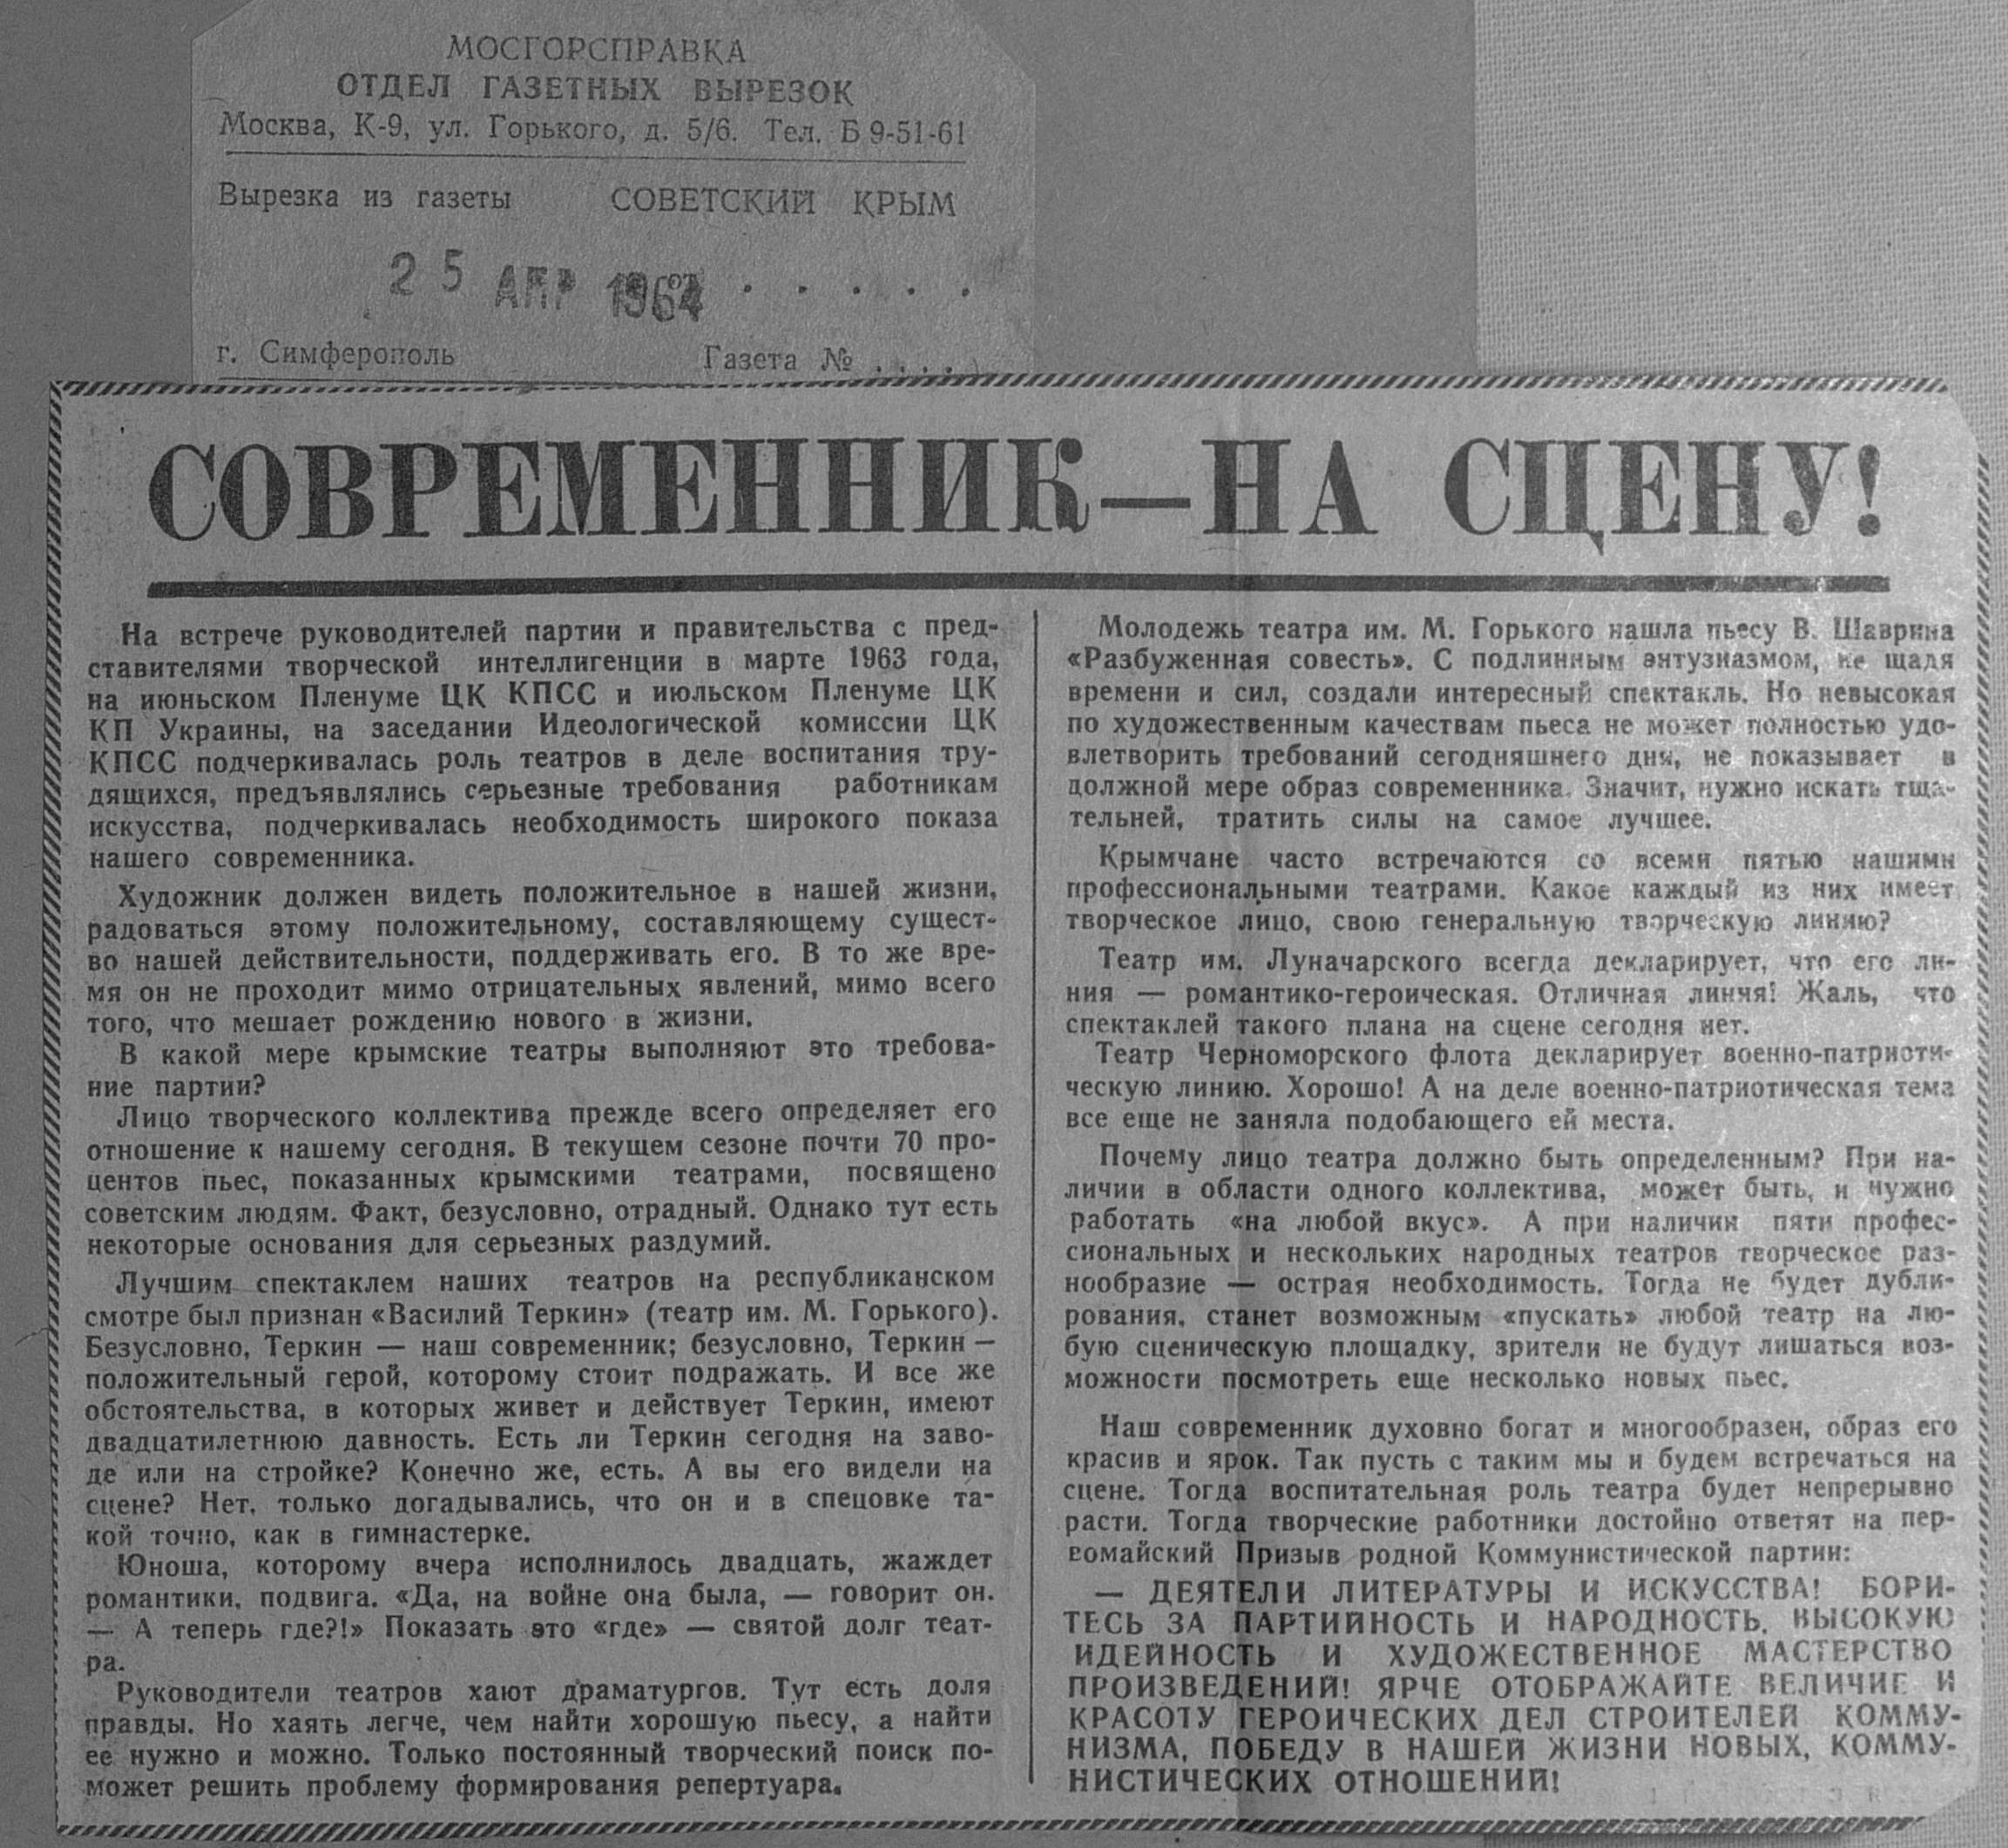 МОСГОРСПРАВКА
ОТДЕЛ ГАЗЕТНЫХ ВЫРЕЗОК
Москва, К-9, ул. Горького, д. 5/6. Тел. Б 9-51-61
Вырезка из газеты СОВЕТСКИЙ КРЫМ
25 АПР 1964 . . . . .
г. Симферополь Газета № . . . .
СОВРЕМЕННИК — НА СЦЕНУ!
На встрече руководителей партии и правительства с пред-
ставителями творческой интеллигенции в марте 1963 года,
на июньском Пленуме ЦК КПСС и июльском Пленуме ЦК
КП Украины, на заседании Идеологической комиссии ЦК
КПСС подчеркивалась роль театров в деле воспитания тру-
дящихся, предъявлялись серьезные требования работникам
искусства, подчеркивалась необходимость широкого показа
нашего современника.
Художник должен видеть положительное в нашей жизни,
радоваться этому положительному, составляющему сущест-
во нашей действительности, поддерживать его. В то же вре-
мя он не проходит мимо отрицательных явлений, мимо всего
того, что мешает рождению нового в жизни.
В какой мере крымские театры выполняют это требова-
ние партии?
Лицо творческого коллектива прежде всего определяет его
отношение к нашему сегодня. В текущем сезоне почти 70 про-
центов пьес, показанных крымскими театрами, посвящено
советским людям. Факт, безусловно, отрадный. Однако тут есть
некоторые основания для серьезных раздумий.
Лучшим спектаклем наших театров на республиканском
смотре был признан «Василий Теркин» (театр им. М. Горького).
Безусловно, Теркин — наш современник; безусловно, Теркин —
положительный герой, которому стоит подражать. И все же
обстоятельства, в которых живет и действует Теркин, имеют
двадцатилетнюю давность. Есть ли Теркин сегодня на заво-
де или на стройке? Конечно же, есть. А вы его видели на
сцене? Нет, только догадывались, что он и в спецовке та-
кой точно, как в гимнастерке.
Юноша, которому вчера исполнилось двадцать, жаждет
романтики, подвига. «Да, на войне она была, — говорит он.
— А теперь где?!» Показать это «где» — святой долг теат-
ра.
Руководители театров хают драматургов. Тут есть доля
правды. Но хаять легче, чем найти хорошую пьесу, а найти
ее нужно и можно. Только постоянный творческий поиск по-
может решить проблему формирования репертуара.
Молодежь театра им. М. Горького нашла пьесу В. Шаврина
«Разбуженная совесть». С подлинным энтузиазмом, не щадя
времени и сил, создали интересный спектакль. Но невысокая
по художественным качествам пьеса не может полностью удо-
влетворить требований сегодняшнего дня, не показывает в
должной мере образ современника. Значит, нужно искать тща-
тельней, тратить силы на самое лучшее.
Крымчане часто встречаются со всеми пятью нашими
профессиональными театрами. Какое каждый из них имеет
творческое лицо, свою генеральную творческую линию?
Театр им. Луначарского всегда декларирует, что его ли-
ния — романтико-героическая. Отличная линия! Жаль, что
спектаклей такого плана на сцене сегодня нет.
Театр Черноморского флота декларирует военно-патриоти-
ческую линию. Хорошо! А на деле военно-патриотическая тема
все еще не заняла подобающего ей места.
Почему лицо театра должно быть определенным? При на-
личии в области одного коллектива, может быть, и нужно
работать «на любой вкус». А при наличии пяти профес-
сиональных и нескольких народных театров творческое раз-
нообразие — острая необходимость. Тогда не будет дубли-
рования, станет возможным «пускать» любой театр на лю-
бую сценическую площадку, зрители не будут лишаться воз-
можности посмотреть еще несколько новых пьес.
Наш современник духовно богат и многообразен, образ его
красив и ярок. Так пусть с таким мы и будем встречаться на
сцене. Тогда воспитательная роль театра будет непрерывно
расти. Тогда творческие работники достойно ответят на пер-
вомайский Призыв родной Коммунистической партии:
— ДЕЯТЕЛИ ЛИТЕРАТУРЫ И ИСКУССТВА! БОРИ-
ТЕСЬ ЗА ПАРТИЙНОСТЬ И НАРОДНОСТЬ, ВЫСОКУЮ
ИДЕЙНОСТЬ И ХУДОЖЕСТВЕННОЕ МАСТЕРСТВО
ПРОИЗВЕДЕНИЙ! ЯРЧЕ ОТОБРАЖАЙТЕ ВЕЛИЧИЕ И
КРАСОТУ ГЕРОИЧЕСКИХ ДЕЛ СТРОИТЕЛЕЙ КОММУ-
НИЗМА, ПОБЕДУ В НАШЕЙ ЖИЗНИ НОВЫХ, КОММУ-
НИСТИЧЕСКИХ ОТНОШЕНИЙ!